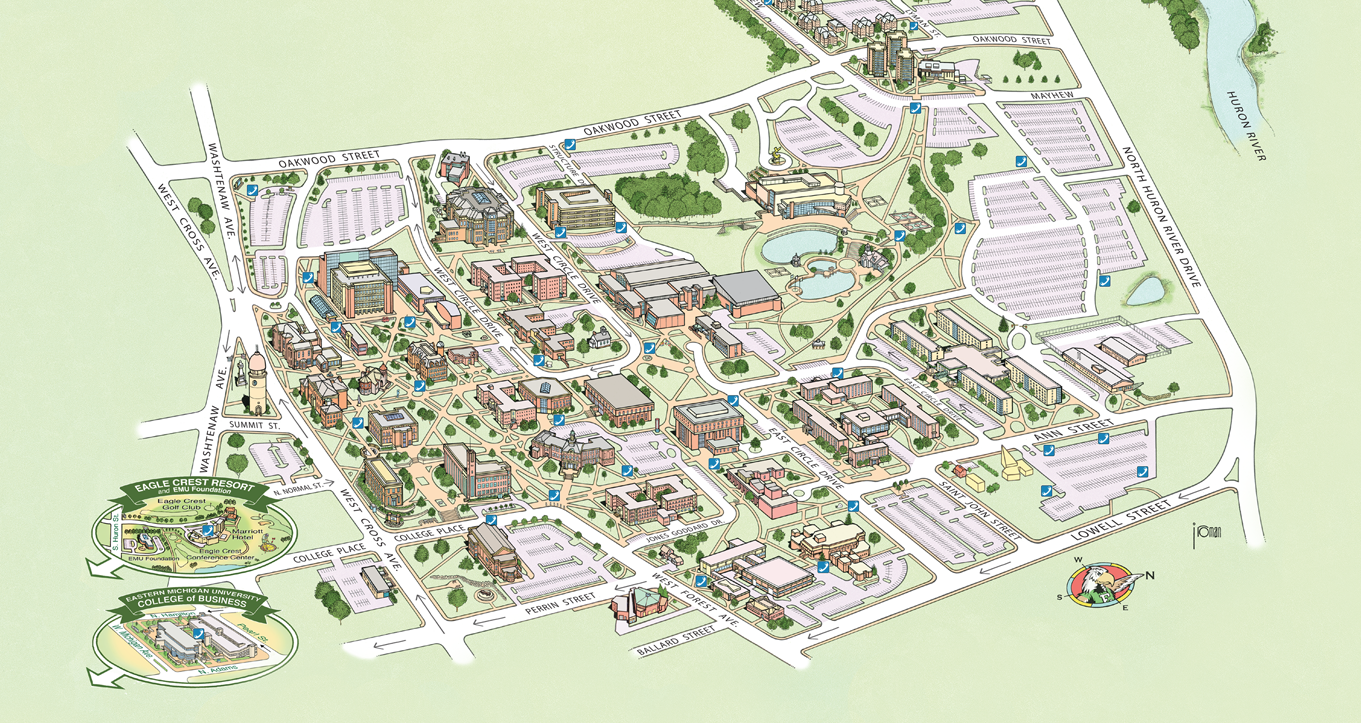 OAKWOOD STREET
MAYHEW
HURON RIVER
NORTH HURON RIVER DRIVE
OAKWOOD STREET
OAKWOOD STREET
WASHTENAW AVE.
WEST CROSS AVE.
WEST CIRCLE DRIVE
WEST CIRCLE DRIVE
WASHTENAW AVE.
SUMMIT ST.
N. NORMAL ST.
WEST CROSS AVE.
COLLEGE PLACE
COLLEGE PLACE
EAST CIRCLE DRIVE
ANN STREET
SAINT JOHN STREET
LOWELL STREET
JONES GODDARD DR.
WEST FOREST AVE.
PERRIN STREET
BALLARD STREET
EAGLE CREST RESORT
and EMU Foundation
Eagle Crest
Golf Club
S. Huron St.
Marriott
Hotel
EMU Foundation
Eagle Crest
Conference Center
EASTERN MICHIGAN UNIVERSITY
COLLEGE of BUSINESS
W. Michigan Ave
Pearl St.
N. Adams
jroman
W
N
S
E